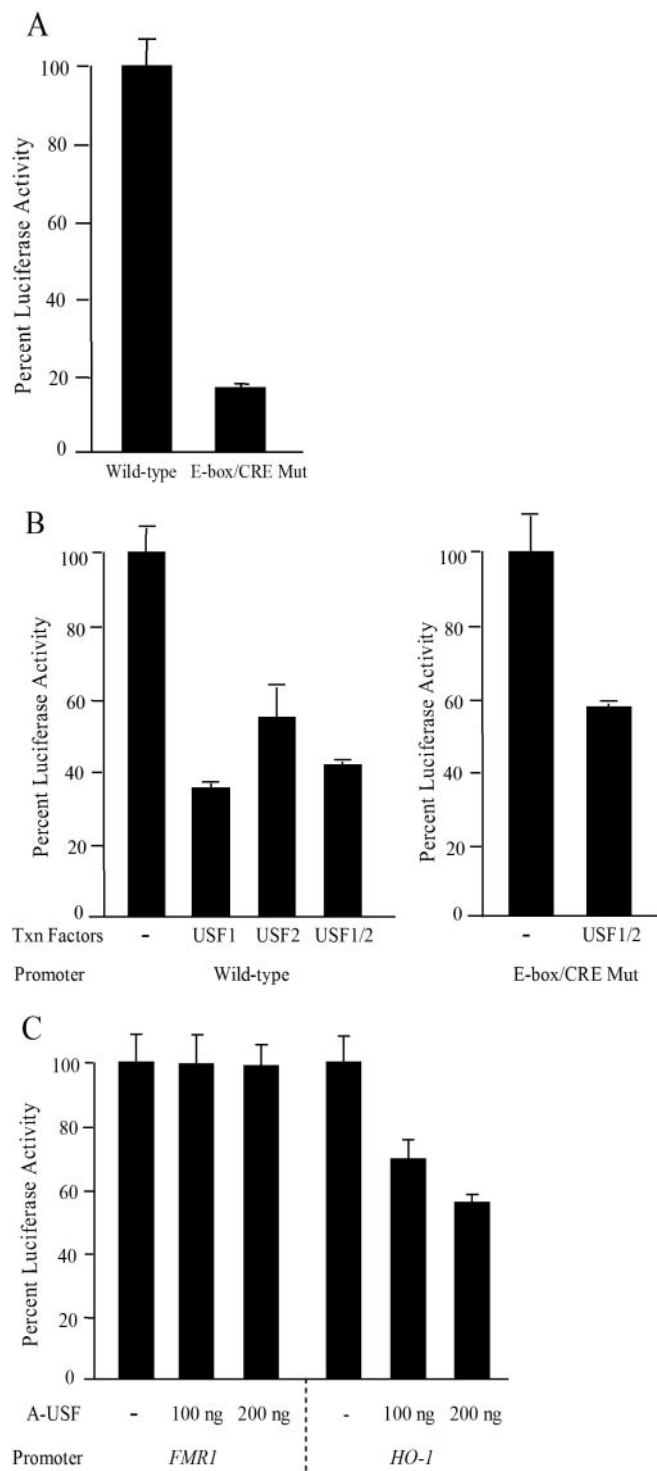 A
Percent Luciferase Activity
100
80
60
40
20
0
Wild-type E-box/CRE Mut
B
Percent Luciferase Activity
100
80
60
40
20
0
Txn Factors - USF1 USF2 USF1/2
Promoter Wild-type
Percent Luciferase Activity
100
80
60
40
20
0
- USF1/2
E-box/CRE Mut
C
Percent Luciferase Activity
100
80
60
40
20
0
A-USF - 100 ng 200 ng - 100 ng 200 ng
Promoter FMR1 HO-1